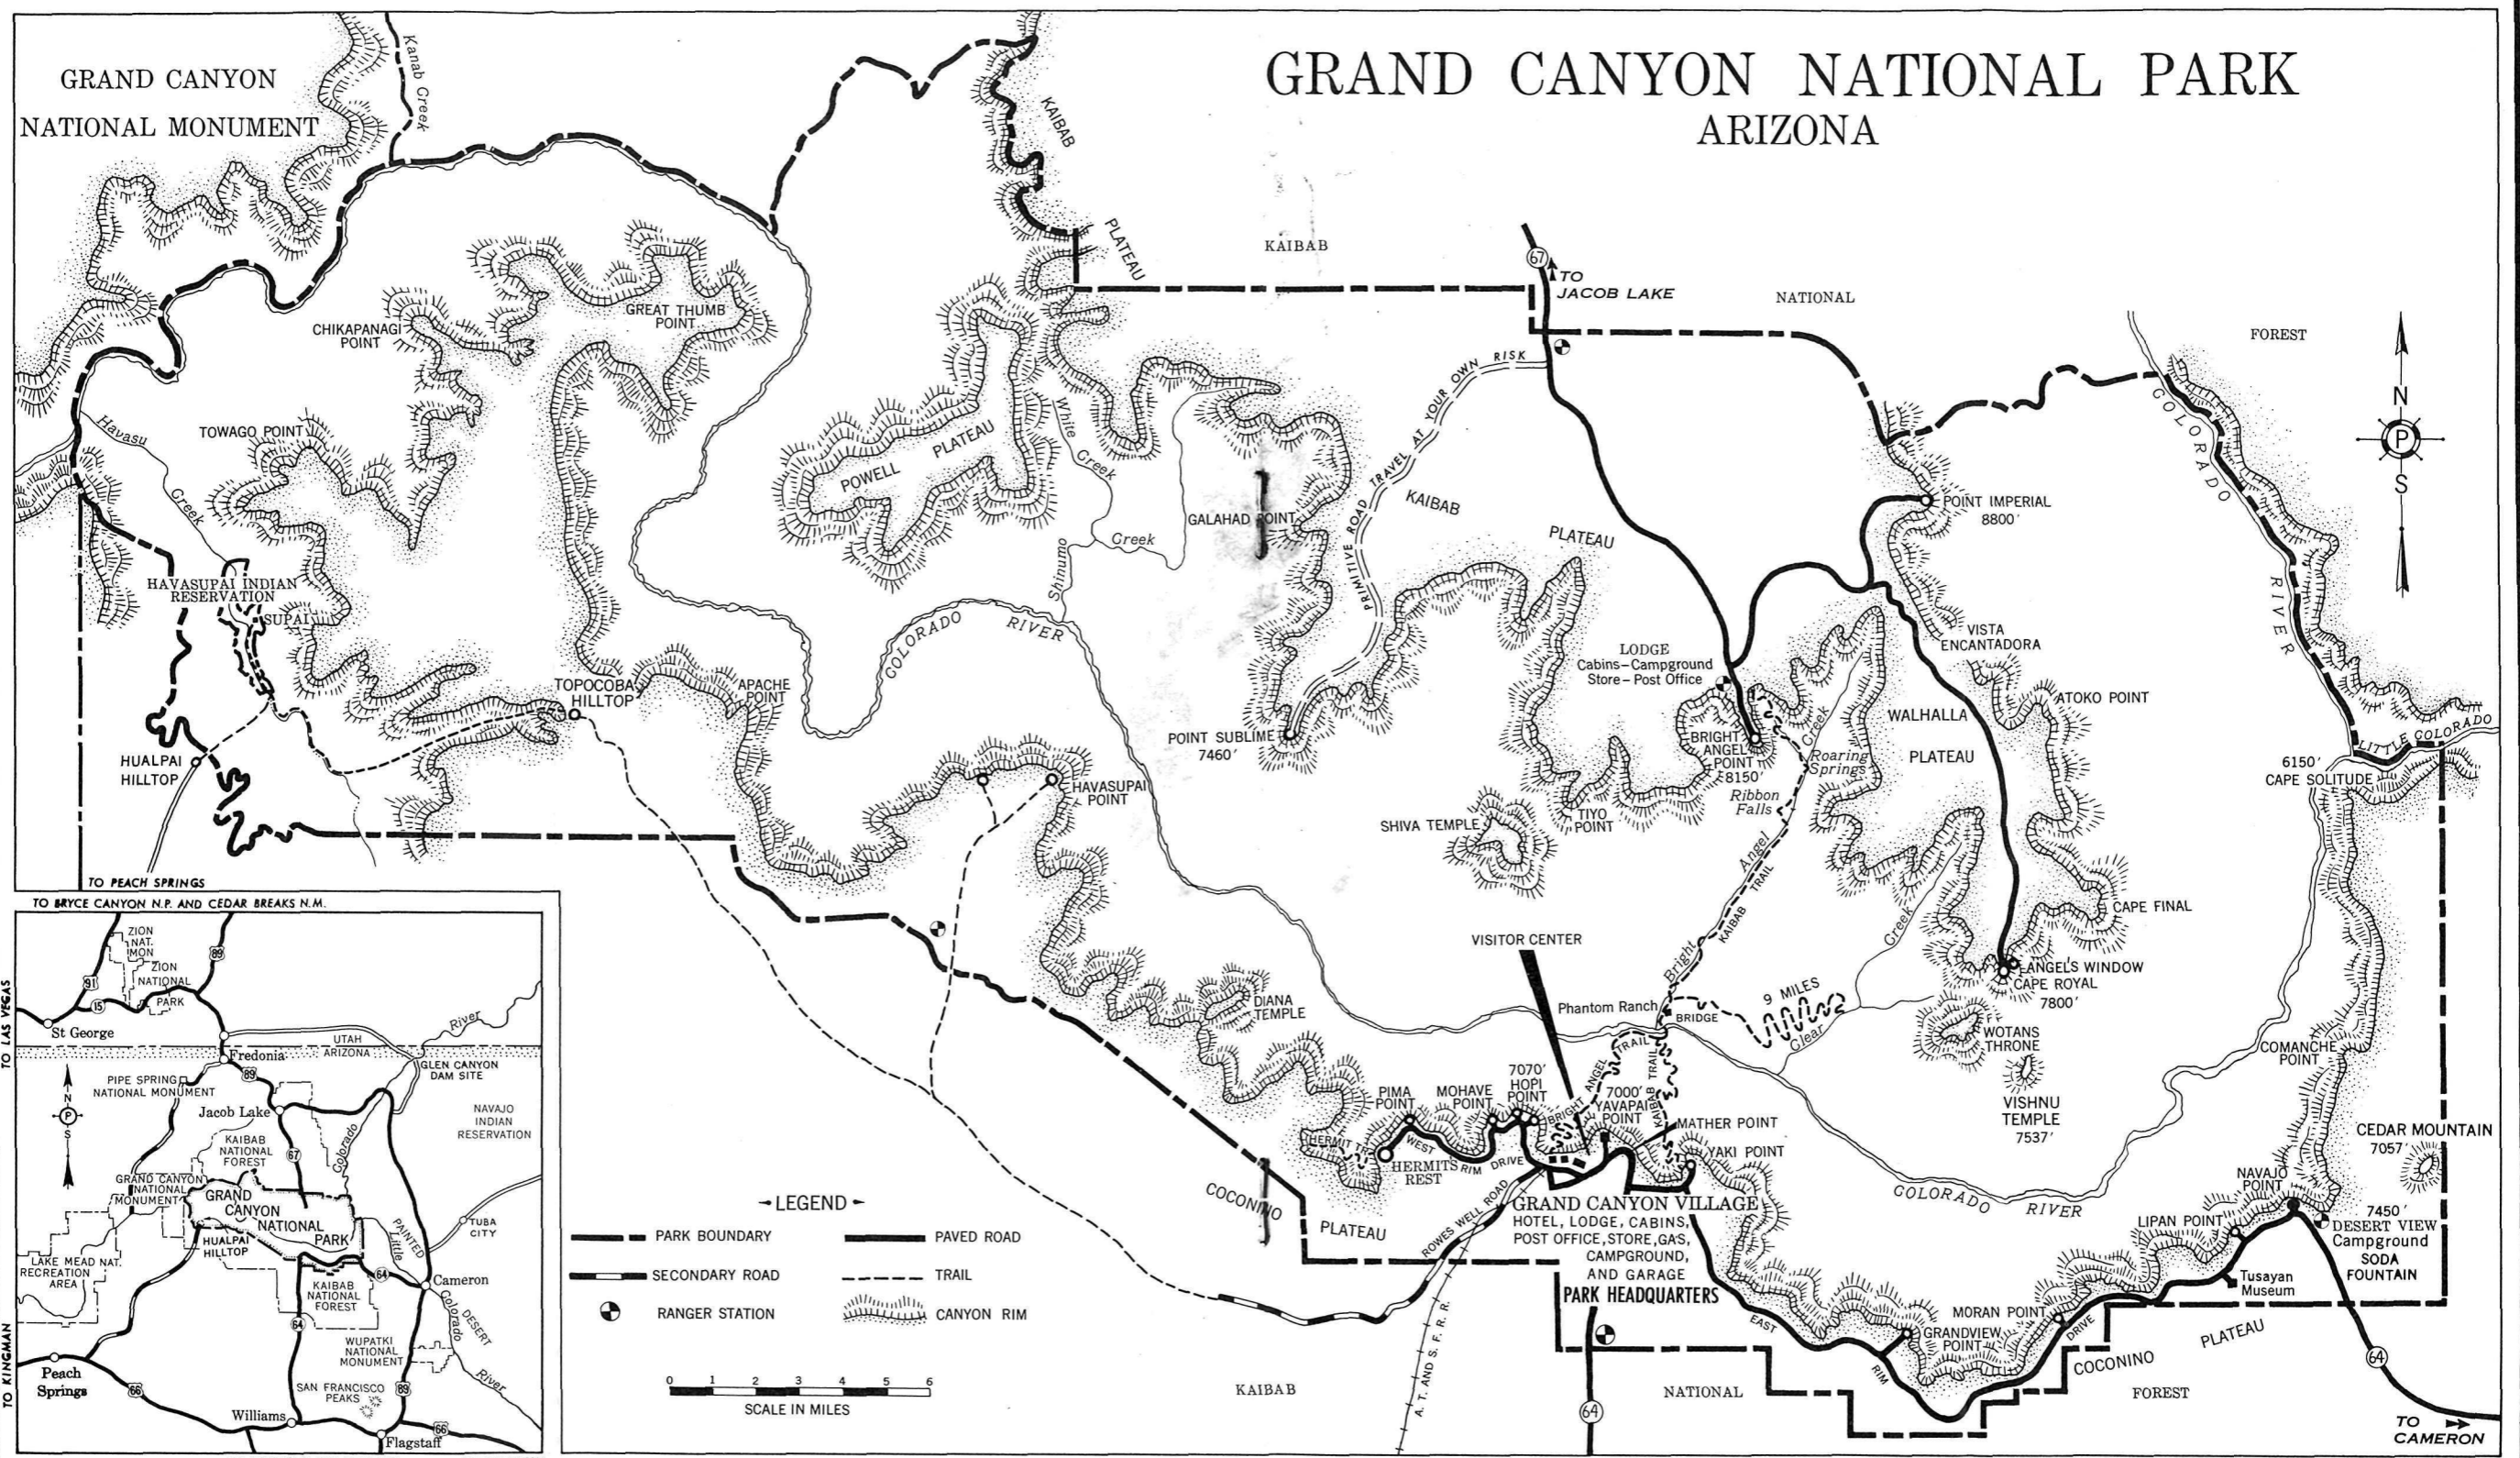 GRAND CANYON NATIONAL PARK
ARIZONA
GRAND CANYON
NATIONAL MONUMENT
Kanab Creek
KAIBAB
PLATEAU
KAIBAB
NATIONAL
FOREST
67
TO
JACOB LAKE
CHIKAPANAGI
POINT
GREAT THUMB
POINT
TOWAGO POINT
Havasu
Creek
POWELL
PLATEAU
White
Creek
GALAHAD POINT
Creek
Shinumo
PRIMITIVE ROAD TRAVEL AT YOUR OWN RISK
KAIBAB
PLATEAU
POINT IMPERIAL
8800'
COLORADO
RIVER
N
P
S
HAVASUPAI INDIAN
RESERVATION
SUPAI
HUALPAI
HILLTOP
TO PEACH SPRINGS
TOPOCOBA
HILLTOP
APACHE
POINT
COLORADO RIVER
HAVASUPAI
POINT
POINT SUBLIME
7460'
LODGE
Cabins-Campground
Store-Post Office
BRIGHT
ANGEL
POINT
8150'
Creek
Roaring
Springs
Ribbon
Falls
TIYO
POINT
SHIVA TEMPLE
VISTA
ENCANTADORA
ATOKO POINT
WALHALLA
PLATEAU
LITTLE COLORADO
6150'
CAPE SOLITUDE
Angel
KAIBAB TRAIL
Bright
Creek
CAPE FINAL
ANGELS WINDOW
CAPE ROYAL
7800'
VISITOR CENTER
DIANA
TEMPLE
Phantom Ranch
BRIDGE
9 MILES
Clear
WOTANS
THRONE
VISHNU
TEMPLE
7537'
COMANCHE
POINT
CEDAR MOUNTAIN
7057'
HERMIT TR.
PIMA
POINT
MOHAVE
POINT
7070'
HOPI
POINT
BRIGHT ANGEL TRAIL
KAIBAB TRAIL
7000'
YAVAPAI
POINT
MATHER POINT
YAKI POINT
HERMITS
REST
WEST RIM DRIVE
ROWES WELL ROAD
GRAND CANYON VILLAGE
HOTEL, LODGE, CABINS,
POST OFFICE, STORE, GAS,
CAMPGROUND,
AND GARAGE
PARK HEADQUARTERS
COCONINO
PLATEAU
COLORADO RIVER
NAVAJO
POINT
LIPAN POINT
7450'
DESERT VIEW
Campground
SODA
FOUNTAIN
Tusayan
Museum
MORAN POINT
GRANDVIEW
POINT
EAST
RIM
DRIVE
COCONINO
PLATEAU
64
TO
CAMERON
A. T. AND S. F. R. R.
64
KAIBAB
NATIONAL
FOREST
LEGEND
PARK BOUNDARY
PAVED ROAD
SECONDARY ROAD
TRAIL
RANGER STATION
CANYON RIM
0 1 2 3 4 5 6
SCALE IN MILES
TO BRYCE CANYON N.P. AND CEDAR BREAKS N.M.
TO LAS VEGAS
TO KINGMAN
ZION
NAT.
MON
ZION
NATIONAL
PARK
89
91
15
St George
River
UTAH
ARIZONA
Fredonia
89
GLEN CANYON
DAM SITE
PIPE SPRING
NATIONAL MONUMENT
N
P
S
Jacob Lake
NAVAJO
INDIAN
RESERVATION
KAIBAB
NATIONAL
FOREST
67
Colorado
GRAND CANYON
NATIONAL
MONUMENT
GRAND
CANYON
NATIONAL
PARK
HUALPAI
HILLTOP
TUBA
CITY
PAINTED
DESERT
Little
Colorado
River
LAKE MEAD NAT.
RECREATION
AREA
64
Cameron
KAIBAB
NATIONAL
FOREST
64
WUPATKI
NATIONAL
MONUMENT
Peach
Springs
66
SAN FRANCISCO
PEAKS
89
Williams
66
Flagstaff